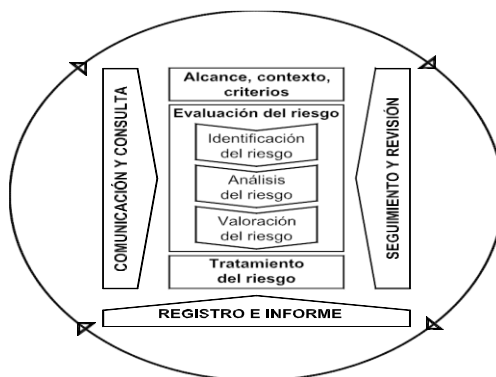 Alcance, contexto,
criterios
Evaluación del riesgo
Identificación
del riesgo
Análisis
del riesgo
Valoración
del riesgo
Tratamiento
del riesgo
COMUNICACIÓN Y CONSULTA
SEGUIMIENTO Y REVISIÓN
REGISTRO E INFORME